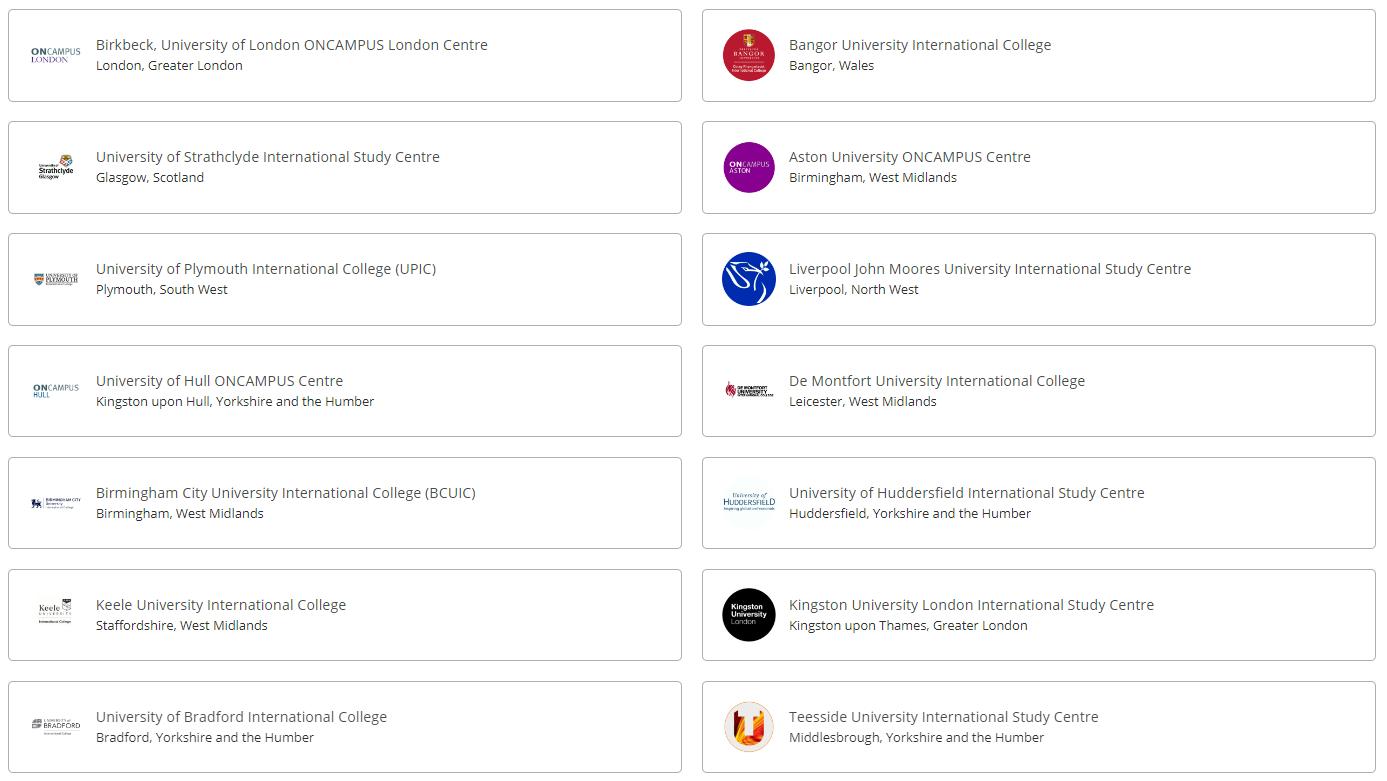 ONCAMPUS
LONDON
Birkbeck, University of London ONCAMPUS London Centre
London, Greater London
BANGOR
Bangor University International College
Bangor, Wales
University of
Strathclyde
Glasgow
University of Strathclyde International Study Centre
Glasgow, Scotland
ONCAMPUS
ASTON
Aston University ONCAMPUS Centre
Birmingham, West Midlands
UNIVERSITY OF
PLYMOUTH
University of Plymouth International College (UPIC)
Plymouth, South West
Liverpool John Moores University International Study Centre
Liverpool, North West
ONCAMPUS
HULL
University of Hull ONCAMPUS Centre
Kingston upon Hull, Yorkshire and the Humber
DE MONTFORT
UNIVERSITY
De Montfort University International College
Leicester, West Midlands
BIRMINGHAM CITY
University
Birmingham City University International College (BCUIC)
Birmingham, West Midlands
University of
HUDDERSFIELD
Inspiring global professionals
University of Huddersfield International Study Centre
Huddersfield, Yorkshire and the Humber
Keele
UNIVERSITY
International College
Keele University International College
Staffordshire, West Midlands
Kingston
University
London
Kingston University London International Study Centre
Kingston upon Thames, Greater London
UNIVERSITY of
BRADFORD
University of Bradford International College
Bradford, Yorkshire and the Humber
Teesside University International Study Centre
Middlesbrough, Yorkshire and the Humber